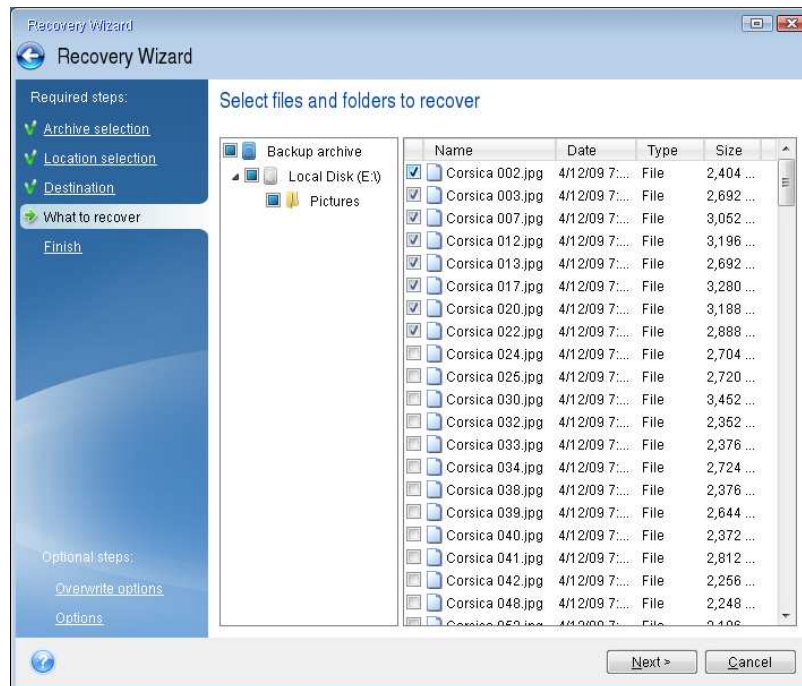 Recovery Wizard
Recovery Wizard
Required steps:
Archive selection
Location selection
Destination
What to recover
Finish
Optional steps:
Overwrite options
Options
Select files and folders to recover
Backup archive
Local Disk (E:\)
Pictures
Name Date Type Size
Corsica 002.jpg 4/12/09 7:... File 2,404 ...
Corsica 003.jpg 4/12/09 7:... File 2,692 ...
Corsica 007.jpg 4/12/09 7:... File 3,052 ...
Corsica 012.jpg 4/12/09 7:... File 3,196 ...
Corsica 013.jpg 4/12/09 7:... File 2,692 ...
Corsica 017.jpg 4/12/09 7:... File 3,280 ...
Corsica 020.jpg 4/12/09 7:... File 3,188 ...
Corsica 022.jpg 4/12/09 7:... File 2,888 ...
Corsica 024.jpg 4/12/09 7:... File 2,704 ...
Corsica 025.jpg 4/12/09 7:... File 2,720 ...
Corsica 030.jpg 4/12/09 7:... File 3,452 ...
Corsica 032.jpg 4/12/09 7:... File 2,352 ...
Corsica 033.jpg 4/12/09 7:... File 2,376 ...
Corsica 034.jpg 4/12/09 7:... File 2,724 ...
Corsica 038.jpg 4/12/09 7:... File 2,376 ...
Corsica 039.jpg 4/12/09 7:... File 2,644 ...
Corsica 040.jpg 4/12/09 7:... File 2,372 ...
Corsica 041.jpg 4/12/09 7:... File 2,812 ...
Corsica 042.jpg 4/12/09 7:... File 2,256 ...
Corsica 048.jpg 4/12/09 7:... File 2,248 ...
Next >
Cancel